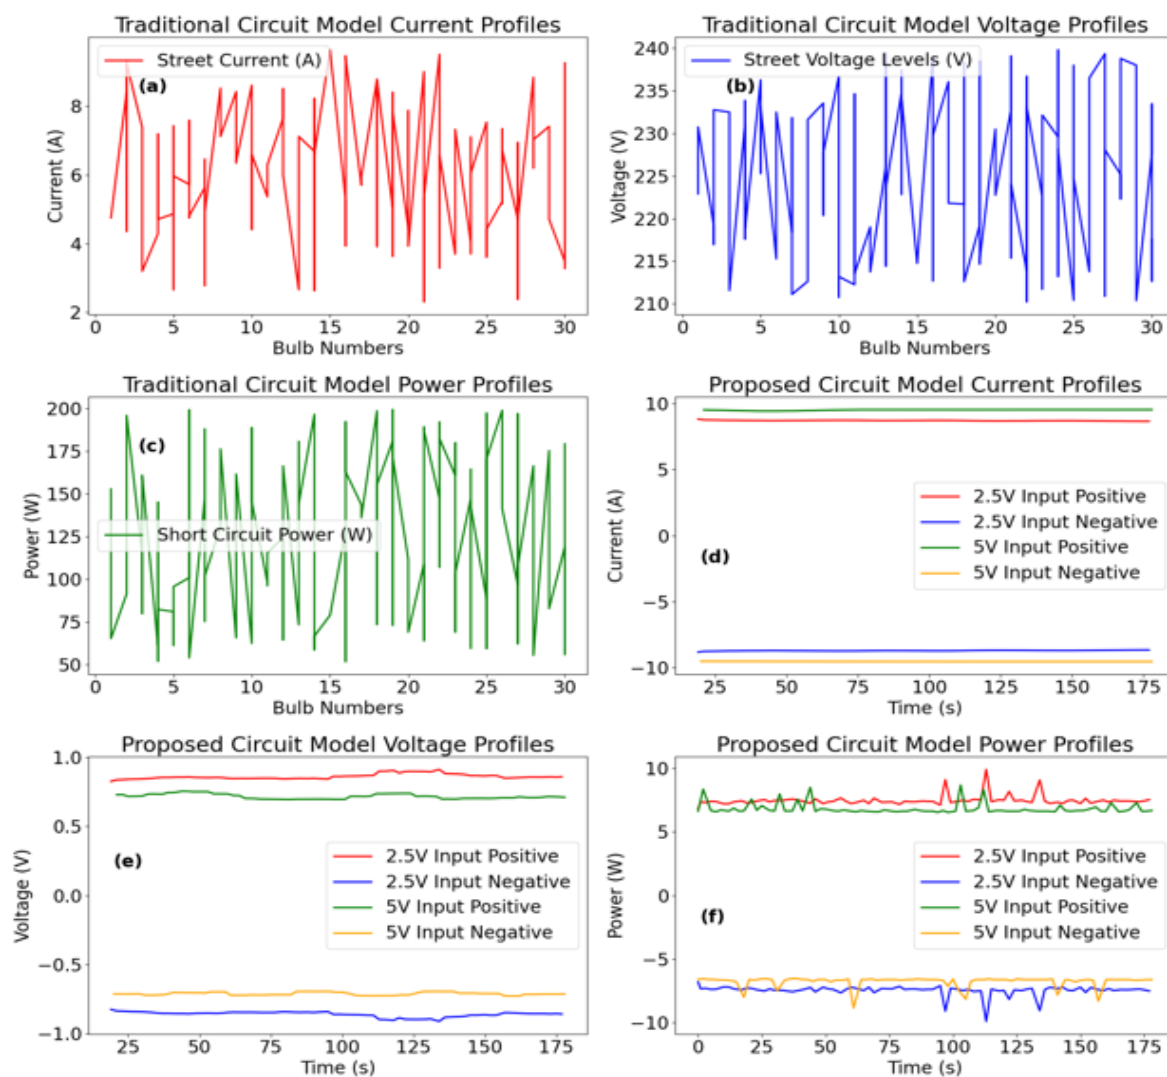 Traditional Circuit Model Current Profiles
Street Current (A)
(a)
Current (A)
8
6
4
2
0 5 10 15 20 25 30
Bulb Numbers
Traditional Circuit Model Voltage Profiles
Street Voltage Levels (V)
(b)
Voltage (V)
240
235
230
225
220
215
210
0 5 10 15 20 25 30
Bulb Numbers
Traditional Circuit Model Power Profiles
(c)
Short Circuit Power (W)
Power (W)
200
175
150
125
100
75
50
0 5 10 15 20 25 30
Bulb Numbers
Proposed Circuit Model Current Profiles
2.5V Input Positive
2.5V Input Negative
5V Input Positive
5V Input Negative
(d)
Current (A)
10
5
0
−5
−10
25 50 75 100 125 150 175
Time (s)
Proposed Circuit Model Voltage Profiles
(e)
2.5V Input Positive
2.5V Input Negative
5V Input Positive
5V Input Negative
Voltage (V)
1.0
0.5
0.0
−0.5
−1.0
25 50 75 100 125 150 175
Time (s)
Proposed Circuit Model Power Profiles
2.5V Input Positive
2.5V Input Negative
5V Input Positive
5V Input Negative
(f)
Power (W)
10
5
0
−5
−10
0 25 50 75 100 125 150 175
Time (s)